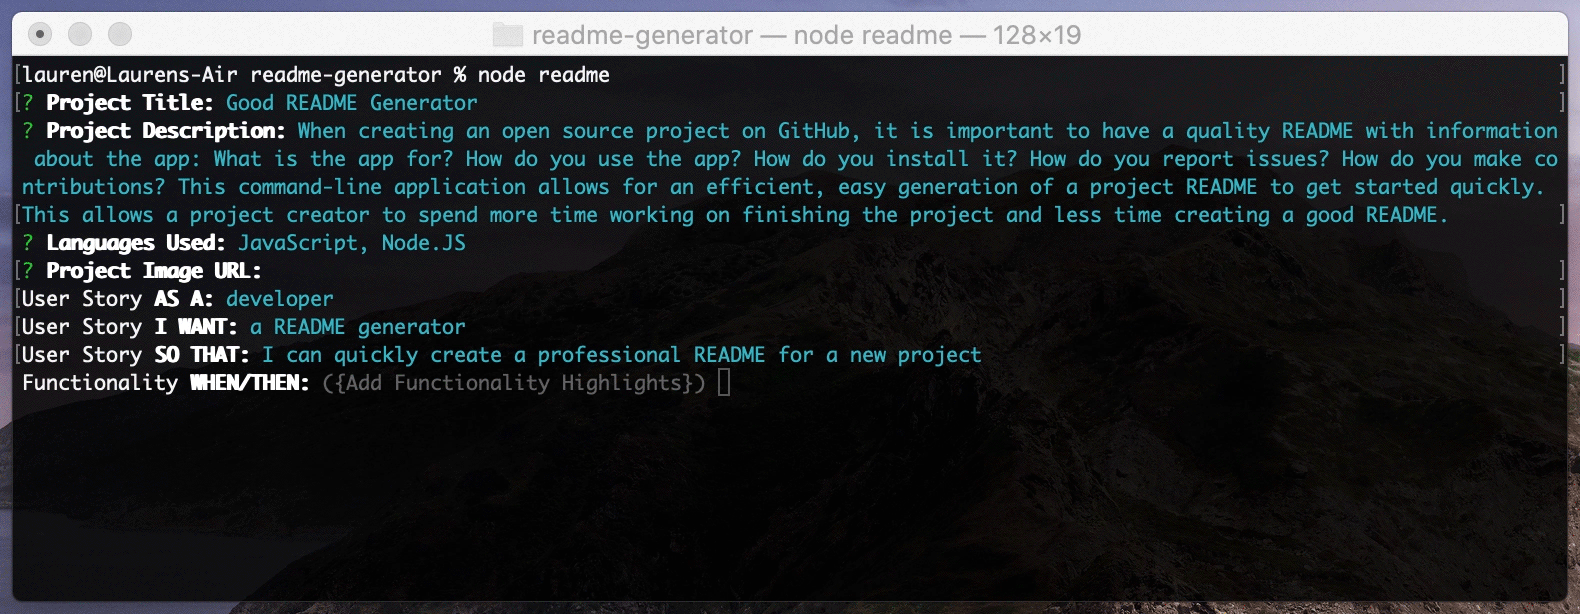 readme-generator — node readme — 128×19
[lauren@Laurens-Air readme-generator % node readme ]
[? Project Title: Good README Generator ]
? Project Description: When creating an open source project on GitHub, it is important to have a quality README with information
about the app: What is the app for? How do you use the app? How do you install it? How do you report issues? How do you make co
ntributions? This command-line application allows for an efficient, easy generation of a project README to get started quickly.
[This allows a project creator to spend more time working on finishing the project and less time creating a good README. ]
? Languages Used: JavaScript, Node.JS
[? Project Image URL: ]
[User Story AS A: developer ]
[User Story I WANT: a README generator ]
[User Story SO THAT: I can quickly create a professional README for a new project ]
Functionality WHEN/THEN: ({Add Functionality Highlights})